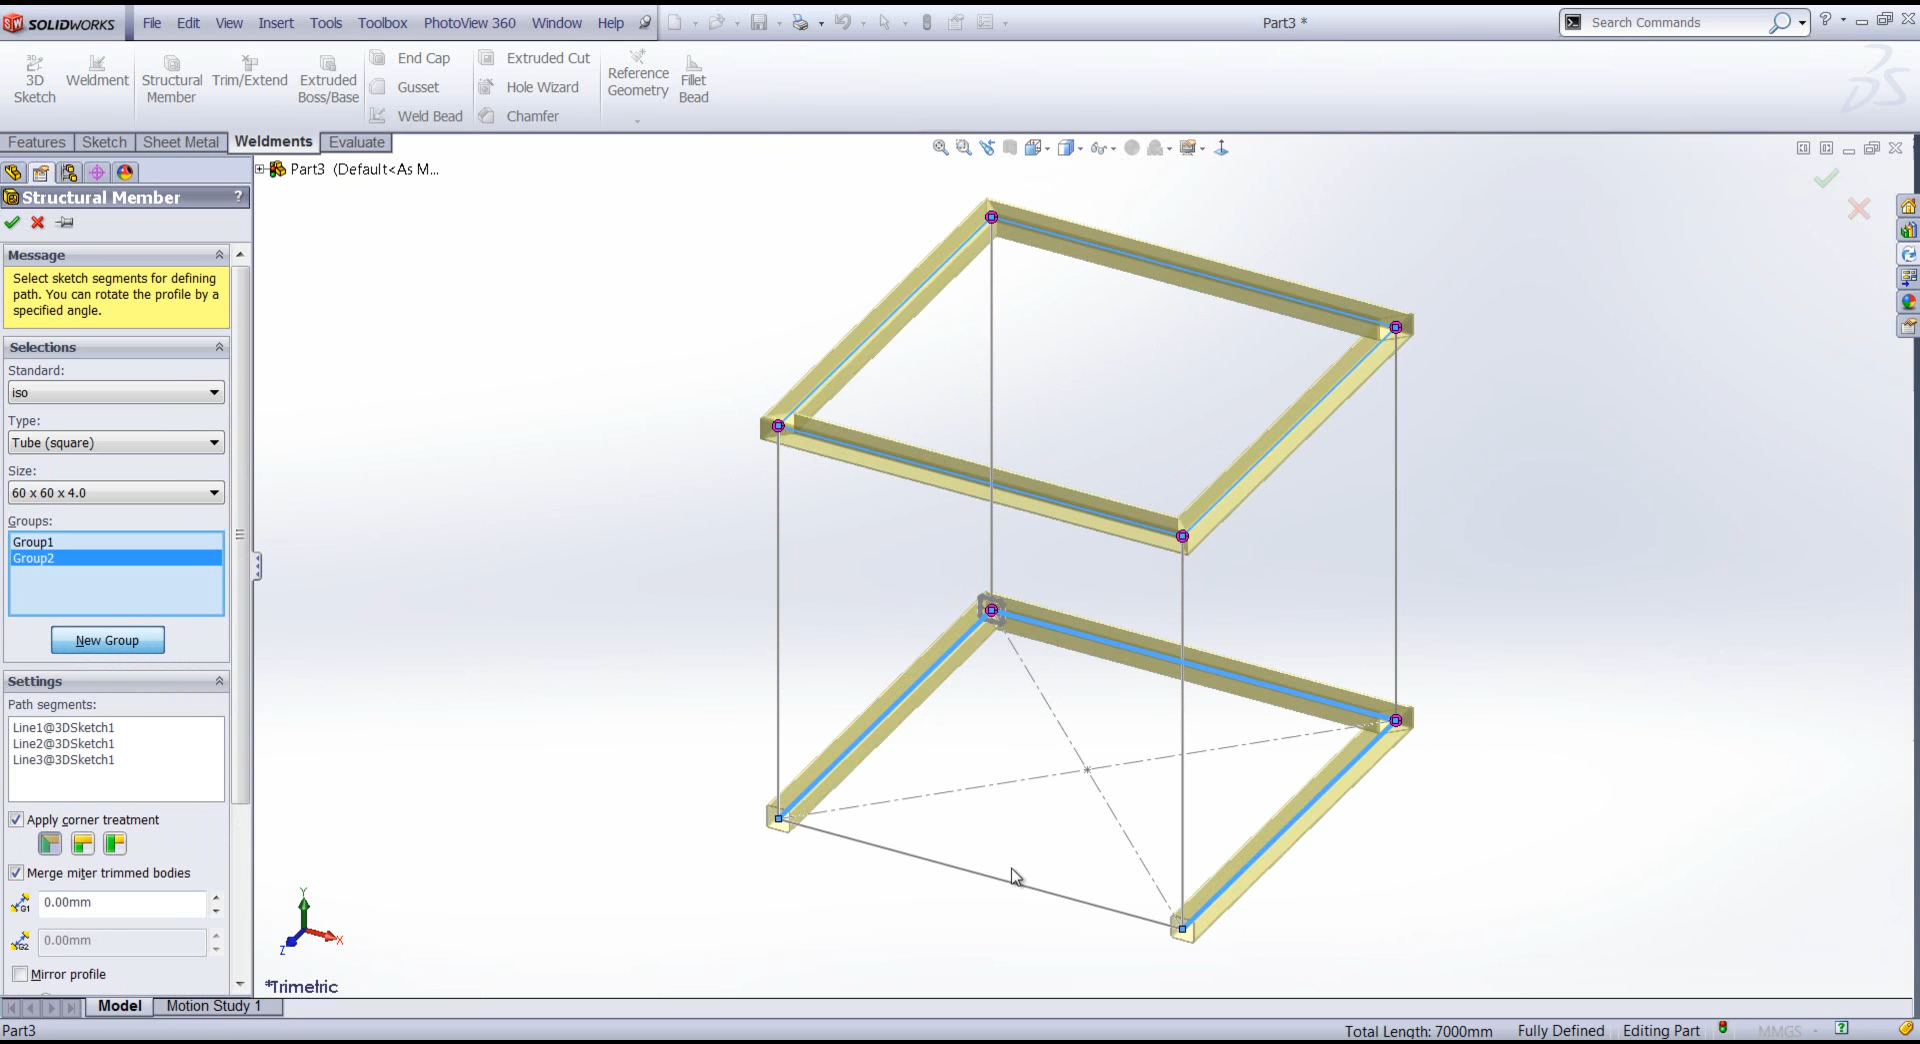 SOLIDWORKS File Edit View Insert Tools Toolbox PhotoView 360 Window Help Part3 * Search Commands ?
3D Sketch
Weldment
Structural Member
Trim/Extend
Extruded Boss/Base
End Cap
Gusset
Weld Bead
Extruded Cut
Hole Wizard
Chamfer
Reference Geometry
Fillet Bead
Features Sketch Sheet Metal Weldments Evaluate
Part3 (Default<As M...
Structural Member ?
Message
Select sketch segments for defining
path. You can rotate the profile by a
specified angle.
Selections
Standard:
iso
Type:
Tube (square)
Size:
60 x 60 x 4.0
Groups:
Group1
Group2
New Group
Settings
Path segments:
Line1@3DSketch1
Line2@3DSketch1
Line3@3DSketch1
Apply corner treatment
Merge miter trimmed bodies
G1 0.00mm
G2 0.00mm
Mirror profile
Y
X
Z
*Trimetric
Model Motion Study 1
Part3 Total Length: 7000mm Fully Defined Editing Part MMGS ?